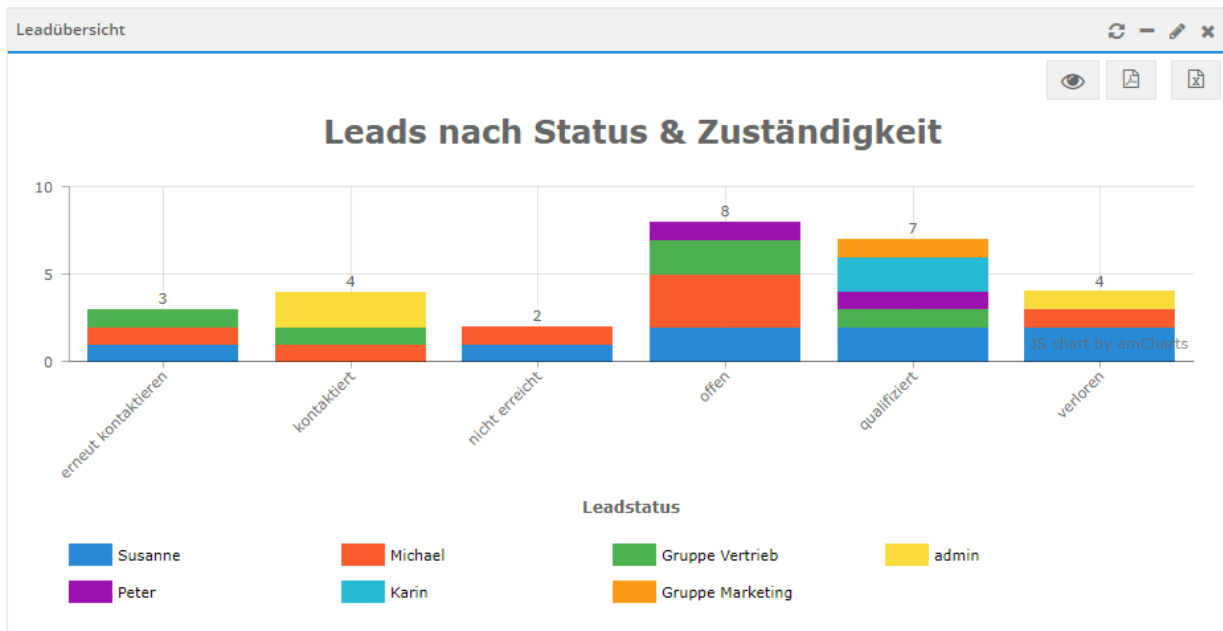 Leadübersicht
Leads nach Status & Zuständigkeit
10
5
0
3
4
2
8
7
4
JS chart by amCharts
erneut kontaktieren
kontaktiert
nicht erreicht
offen
qualifiziert
verloren
Leadstatus
Susanne Michael Gruppe Vertrieb admin
Peter Karin Gruppe Marketing